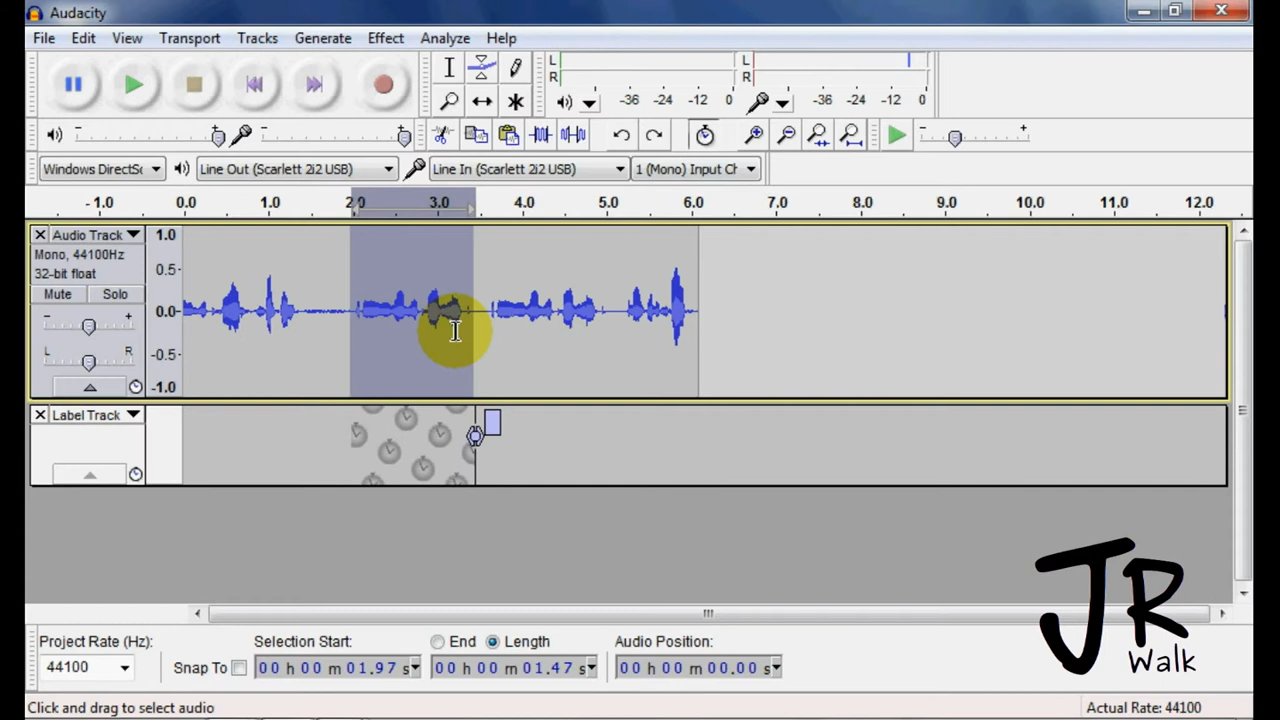 Audacity
File Edit View Transport Tracks Generate Effect Analyze Help
L
R
-36 -24 -12 0
L
R
-36 -24 -12 0
Line Out (Scarlett 2i2 USB) Line In (Scarlett 2i2 USB) 1 (Mono) Input Ch
- 1.0 0.0 1.0 3.0 4.0 5.0 6.0 7.0 8.0 9.0 10.0 11.0 12.0
Audio Track
Mono, 44100Hz
32-bit float
Mute Solo
- +
L R
1.0
0.5
0.0
-0.5
-1.0
Label Track
Project Rate (Hz): Selection Start: End Length Audio Position:
44100 Snap To 00 h 00 m 01.97 s 00 h 00 m 01.47 s 00 h 00 m 00.00 s
Click and drag to select audio Actual Rate: 44100
JR
Walk